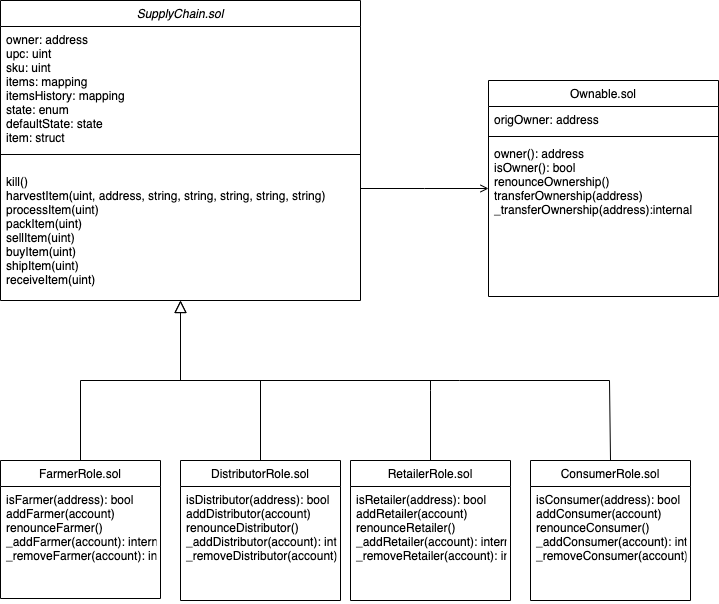 SupplyChain.sol
owner: address
upc: uint
sku: uint
items: mapping
itemsHistory: mapping
state: enum
defaultState: state
item: struct
kill()
harvestItem(uint, address, string, string, string, string, string)
processItem(uint)
packItem(uint)
sellItem(uint)
buyItem(uint)
shipItem(uint)
receiveItem(uint)
Ownable.sol
origOwner: address
owner(): address
isOwner(): bool
renounceOwnership()
transferOwnership(address)
_transferOwnership(address):internal
FarmerRole.sol
isFarmer(address): bool
addFarmer(account)
renounceFarmer()
_addFarmer(account): intern
_removeFarmer(account): in
DistributorRole.sol
isDistributor(address): bool
addDistributor(account)
renounceDistributor()
_addDistributor(account): int
_removeDistributor(account)
RetailerRole.sol
isRetailer(address): bool
addRetailer(account)
renounceRetailer()
_addRetailer(account): inter
_removeRetailer(account): i
ConsumerRole.sol
isConsumer(address): bool
addConsumer(account)
renounceConsumer()
_addConsumer(account): int
_removeConsumer(account)